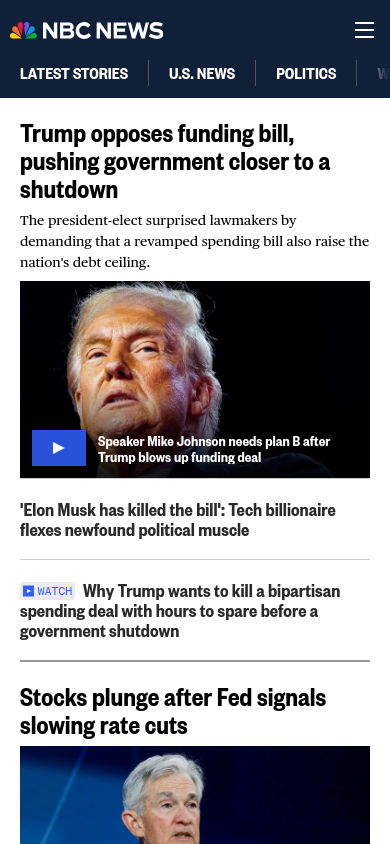 NBC NEWS
LATEST STORIES
U.S. NEWS
POLITICS
Trump opposes funding bill,
pushing government closer to a
shutdown
The president-elect surprised lawmakers by
demanding that a revamped spending bill also raise the
nation's debt ceiling.
Speaker Mike Johnson needs plan B after
Trump blows up funding deal
'Elon Musk has killed the bill': Tech billionaire
flexes newfound political muscle
WATCH Why Trump wants to kill a bipartisan
spending deal with hours to spare before a
government shutdown
Stocks plunge after Fed signals
slowing rate cuts